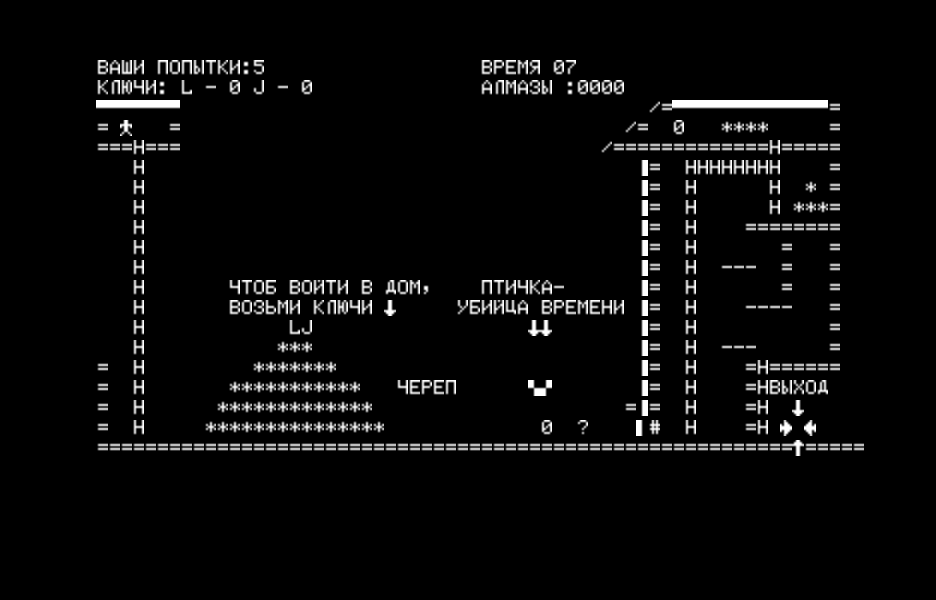 ВАШИ ПОПЫТКИ:5 ВРЕМЯ 07
КЛЮЧИ: L - 0 J - 0 АЛМАЗЫ :0000
ЧТОБ ВОЙТИ В ДОМ, ПТИЧКА-
ВОЗЬМИ КЛЮЧИ УБИЙЦА ВРЕМЕНИ
LJ
ЧЕРЕП
ВЫХОД